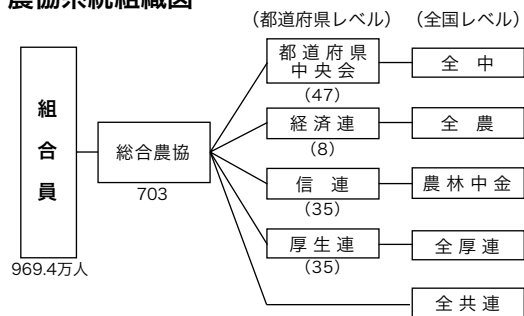 農協系統組織図
(都道府県レベル) (全国レベル)
都道府県
中央会
(47)
全中
組合員
969.4万人
総合農協
703
経済連
(8)
全農
信連
(35)
農林中金
厚生連
(35)
全厚連
全共連